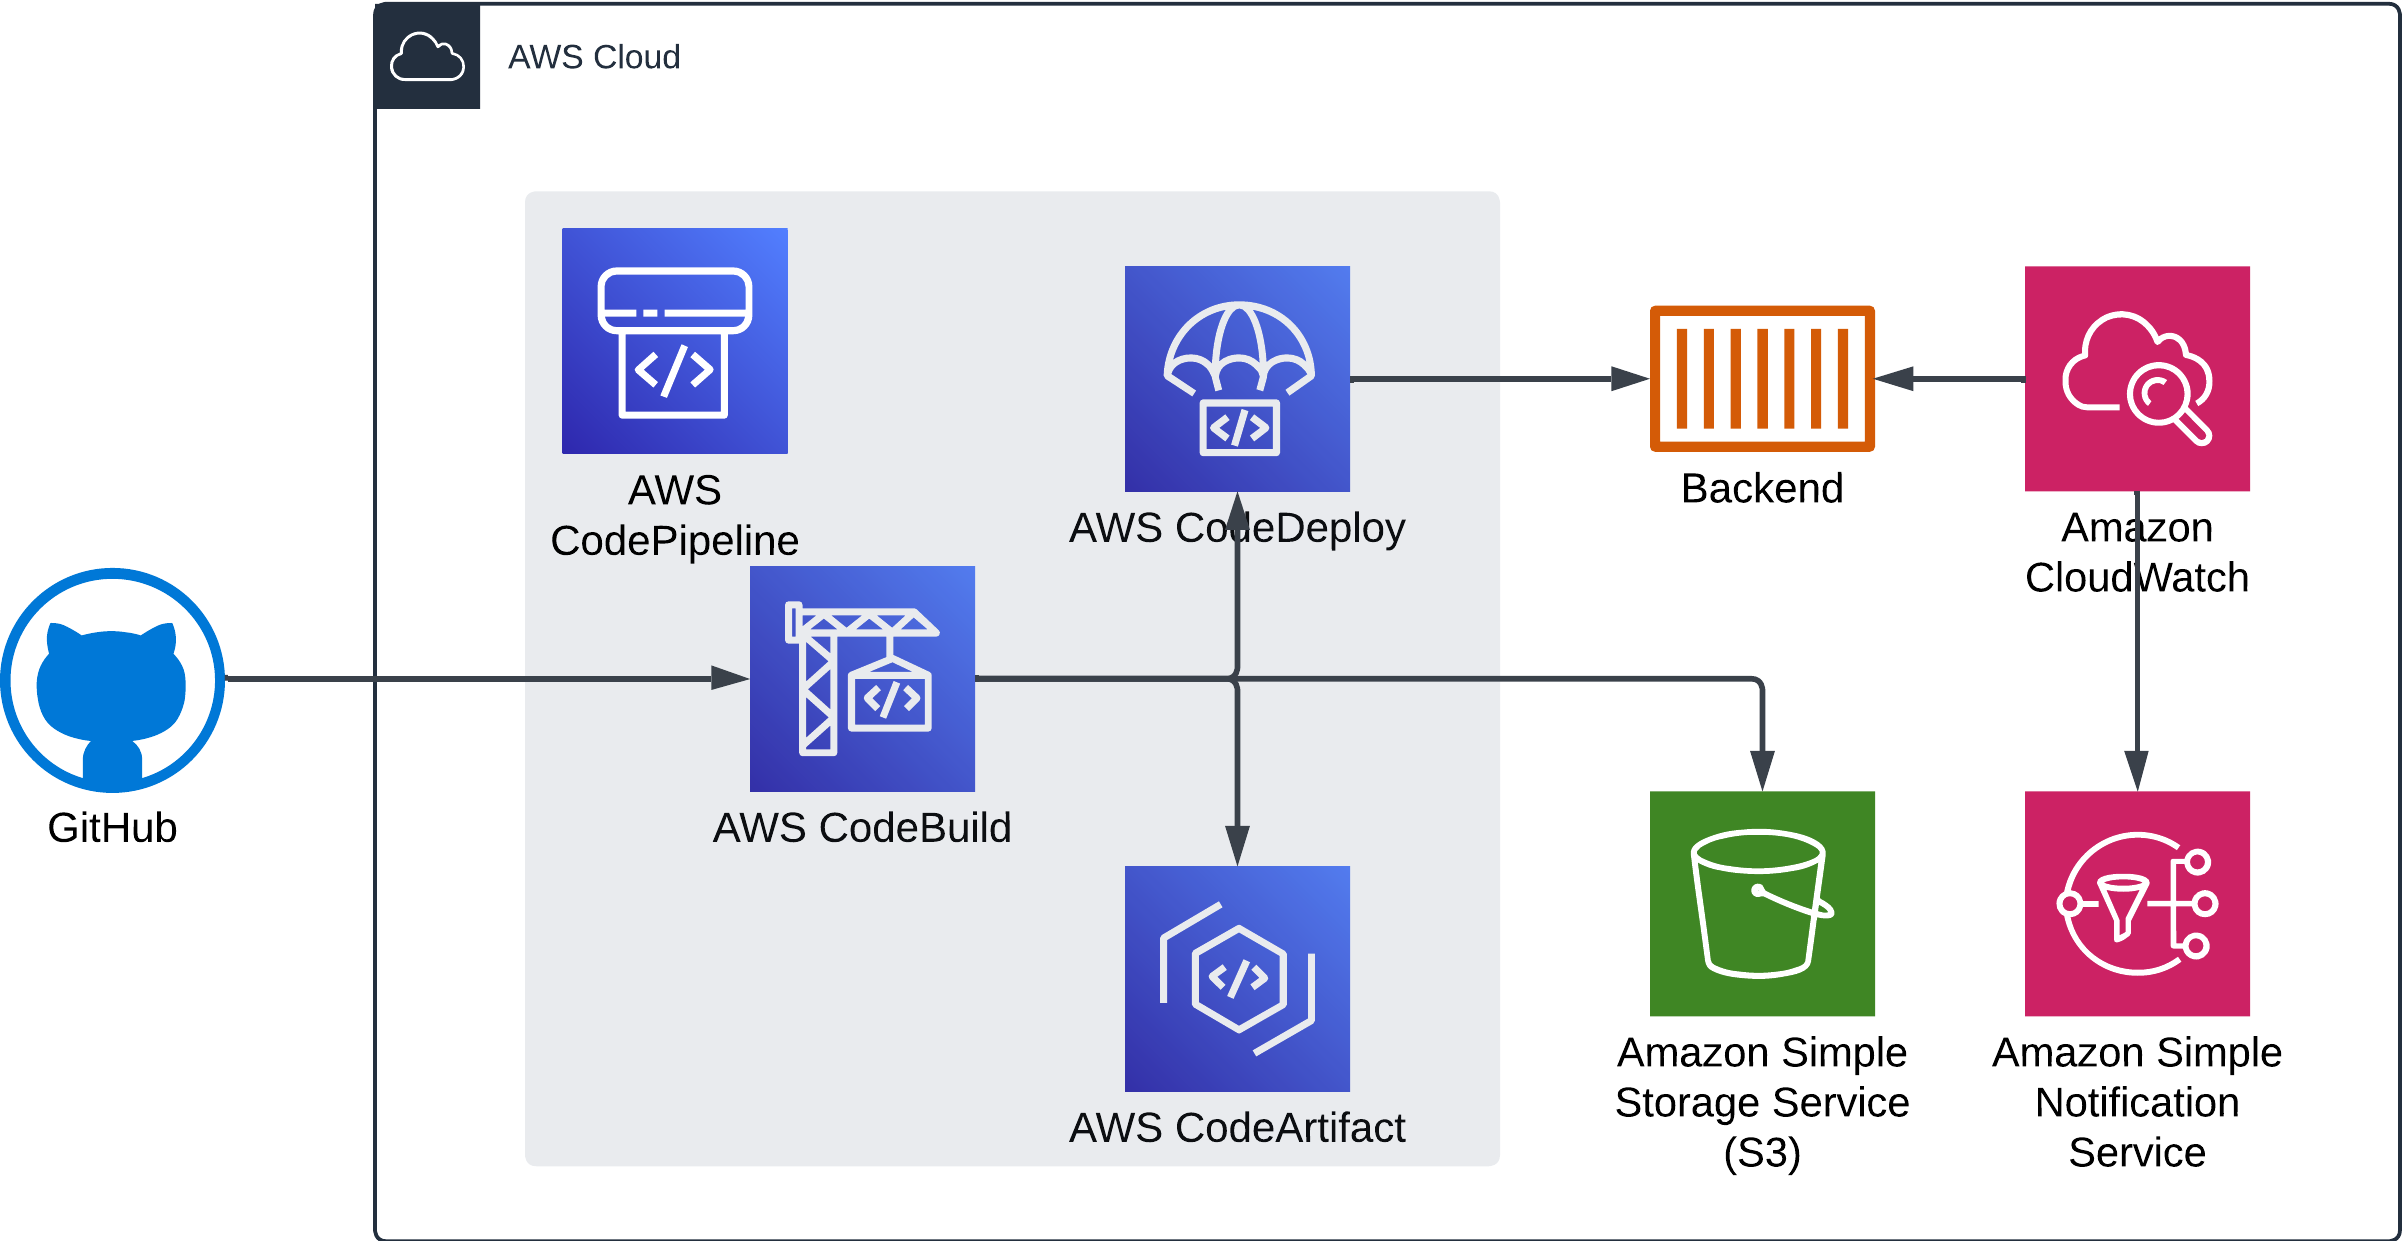 AWS Cloud
AWS
CodePipeline
AWS CodeDeploy
Backend
Amazon
CloudWatch
GitHub
AWS CodeBuild
AWS CodeArtifact
Amazon Simple
Storage Service
(S3)
Amazon Simple
Notification
Service